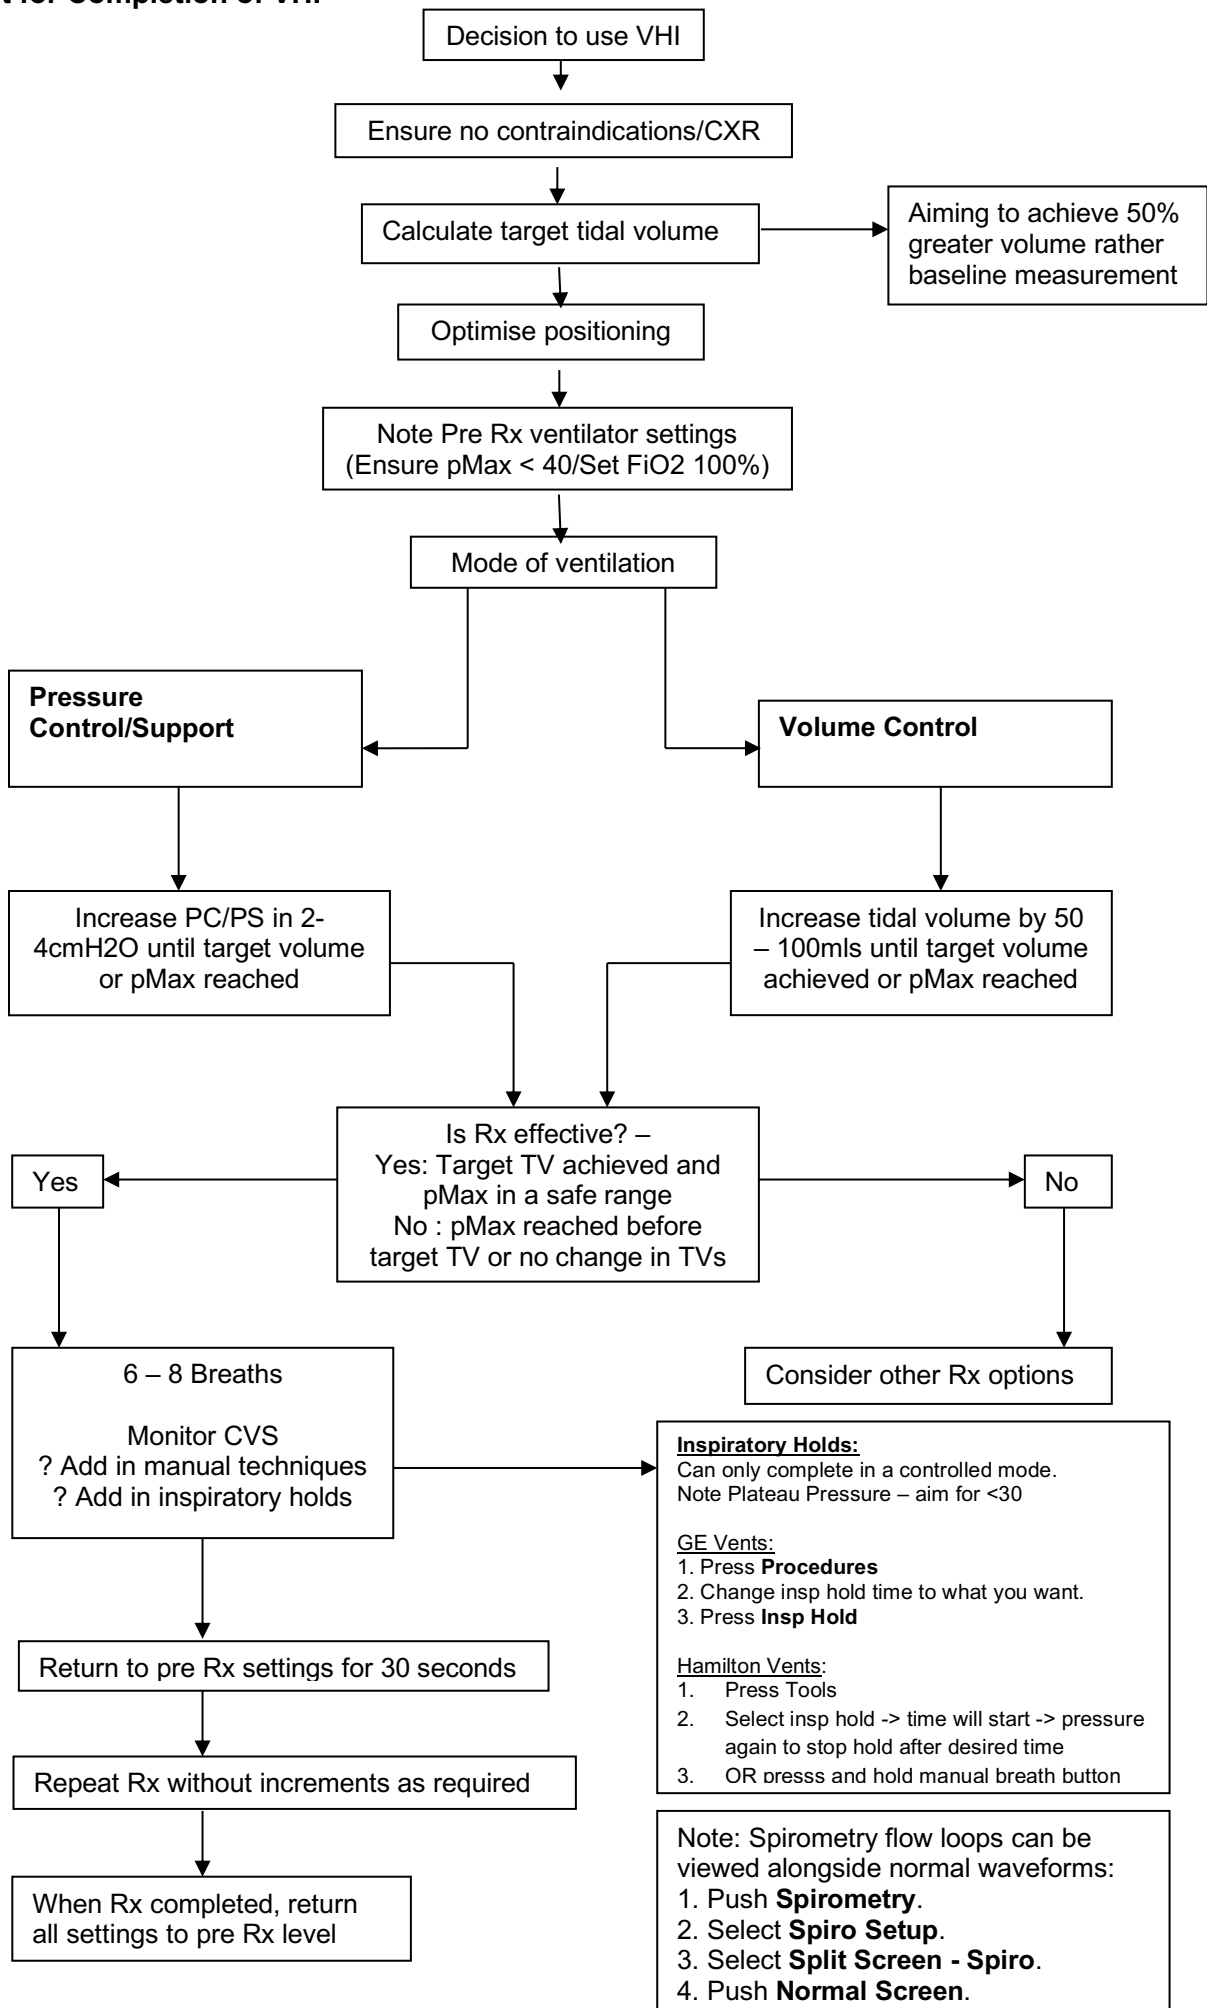 Decision to use VHI
Ensure no contraindications/CXR
Calculate target tidal volume
Aiming to achieve 50%
greater volume rather
baseline measurement
Optimise positioning
Note Pre Rx ventilator settings
(Ensure pMax < 40/Set FiO2 100%)
Mode of ventilation
Pressure
Control/Support
Volume Control
Increase PC/PS in 2-
4cmH2O until target volume
or pMax reached
Increase tidal volume by 50
– 100mls until target volume
achieved or pMax reached
Is Rx effective? –
Yes: Target TV achieved and
pMax in a safe range
No : pMax reached before
target TV or no change in TVs
Yes
No
6 – 8 Breaths
Monitor CVS
? Add in manual techniques
? Add in inspiratory holds
Consider other Rx options
Inspiratory Holds:
Can only complete in a controlled mode.
Note Plateau Pressure – aim for <30
GE Vents:
1. Press Procedures
2. Change insp hold time to what you want.
3. Press Insp Hold
Hamilton Vents:
1. Press Tools
2. Select insp hold -> time will start -> pressure
again to stop hold after desired time
3. OR presss and hold manual breath button
Return to pre Rx settings for 30 seconds
Repeat Rx without increments as required
When Rx completed, return
all settings to pre Rx level
Note: Spirometry flow loops can be
viewed alongside normal waveforms:
1. Push Spirometry.
2. Select Spiro Setup.
3. Select Split Screen - Spiro.
4. Push Normal Screen.